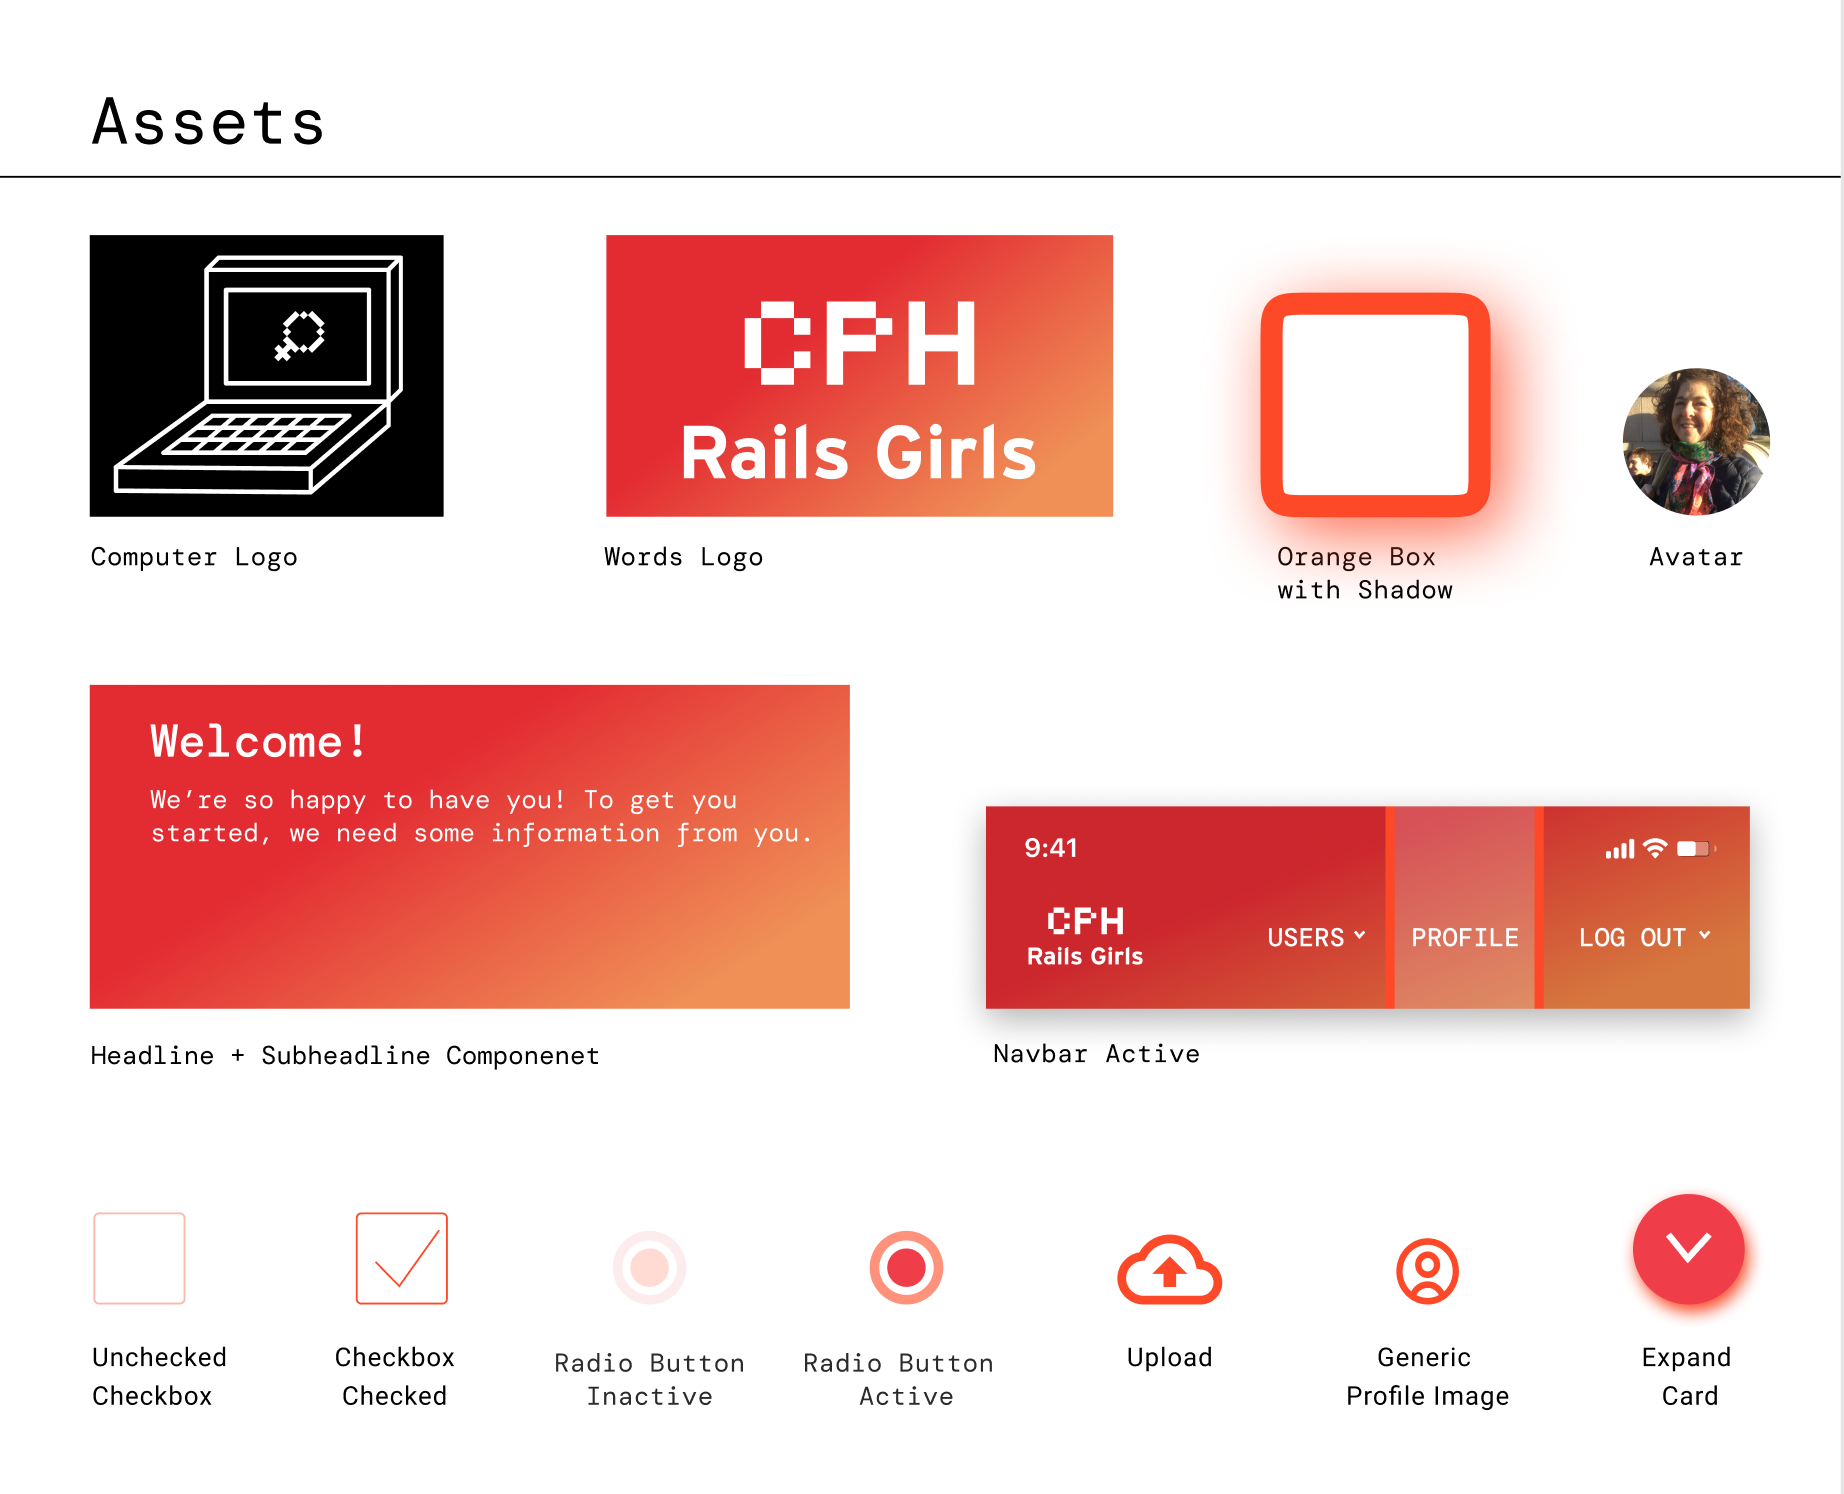 Assets
CPH
Rails Girls
Computer Logo
Words Logo
Orange Box
with Shadow
Avatar
Welcome!
We’re so happy to have you! To get you
started, we need some information from you.
9:41
CPH
Rails Girls
USERS
PROFILE
LOG OUT
Headline + Subheadline Componenet
Navbar Active
Unchecked
Checkbox
Checkbox
Checked
Radio Button
Inactive
Radio Button
Active
Upload
Generic
Profile Image
Expand
Card